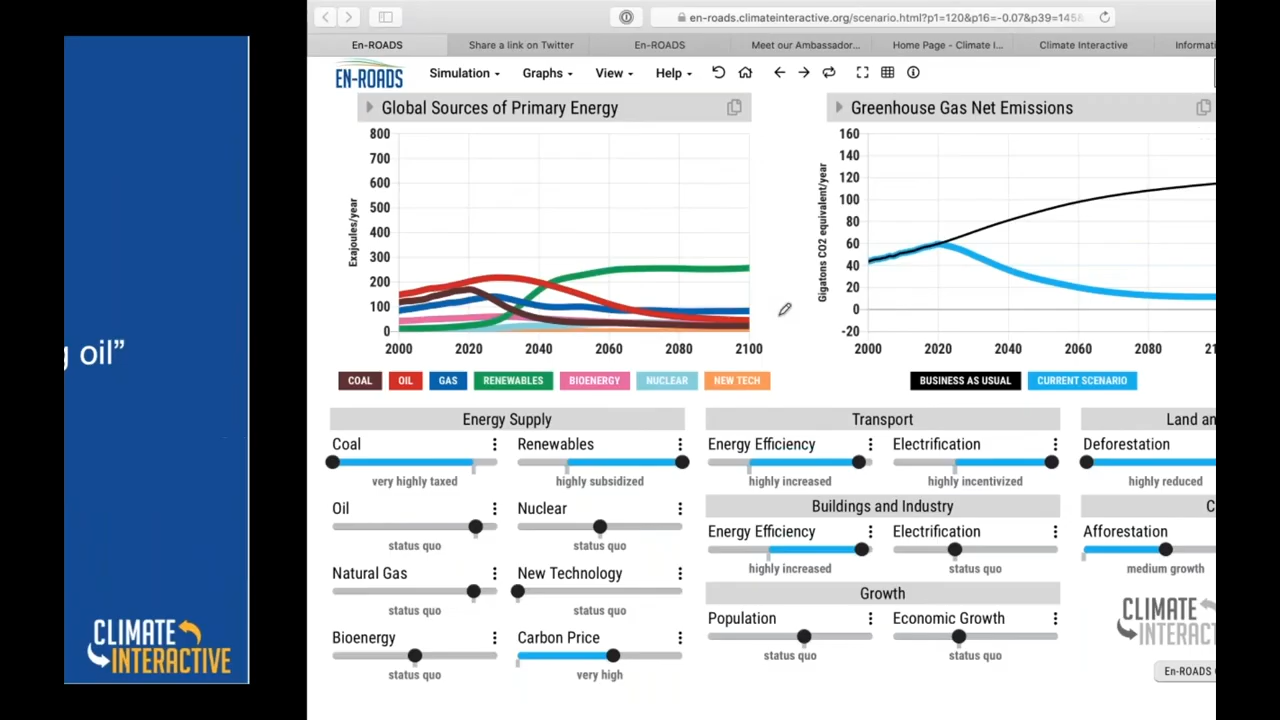 oil”
CLIMATE
INTERACTIVE
en-roads.climateinteractive.org/scenario.html?p1=120&p16=-0.07&p39=145&
En-ROADS
Share a link on Twitter
En-ROADS
Meet our Ambassador...
Home Page - Climate I...
Climate Interactive
Informati
EN-ROADS
Simulation
Graphs
View
Help
Global Sources of Primary Energy
800
700
600
500
400
300
200
100
0
Exajoules/year
2000 2020 2040 2060 2080 2100
COAL OIL GAS RENEWABLES BIOENERGY NUCLEAR NEW TECH
Greenhouse Gas Net Emissions
160
140
120
100
80
60
40
20
0
-20
Gigatons CO2 equivalent/year
2000 2020 2040 2060 2080 21
BUSINESS AS USUAL CURRENT SCENARIO
Energy Supply
Coal
very highly taxed
Renewables
highly subsidized
Oil
status quo
Nuclear
status quo
Natural Gas
status quo
New Technology
status quo
Bioenergy
status quo
Carbon Price
very high
Transport
Energy Efficiency
highly increased
Electrification
highly incentivized
Buildings and Industry
Energy Efficiency
highly increased
Electrification
status quo
Growth
Population
status quo
Economic Growth
status quo
Land an
Deforestation
highly reduced
C
Afforestation
medium growth
CLIMATE
INTERACT
En-ROADS